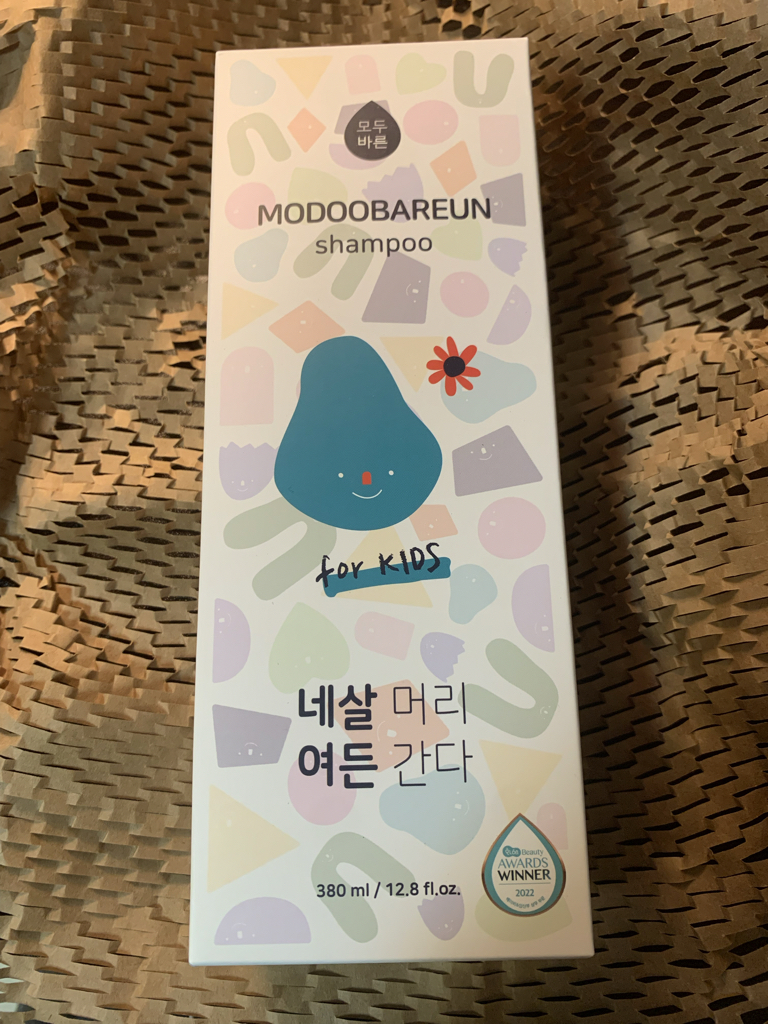 모두
바른
MODOOBAREUN
shampoo
for KIDS
네살 머리
여든 간다
380 ml / 12.8 fl.oz.
Beauty
AWARDS
WINNER
2022